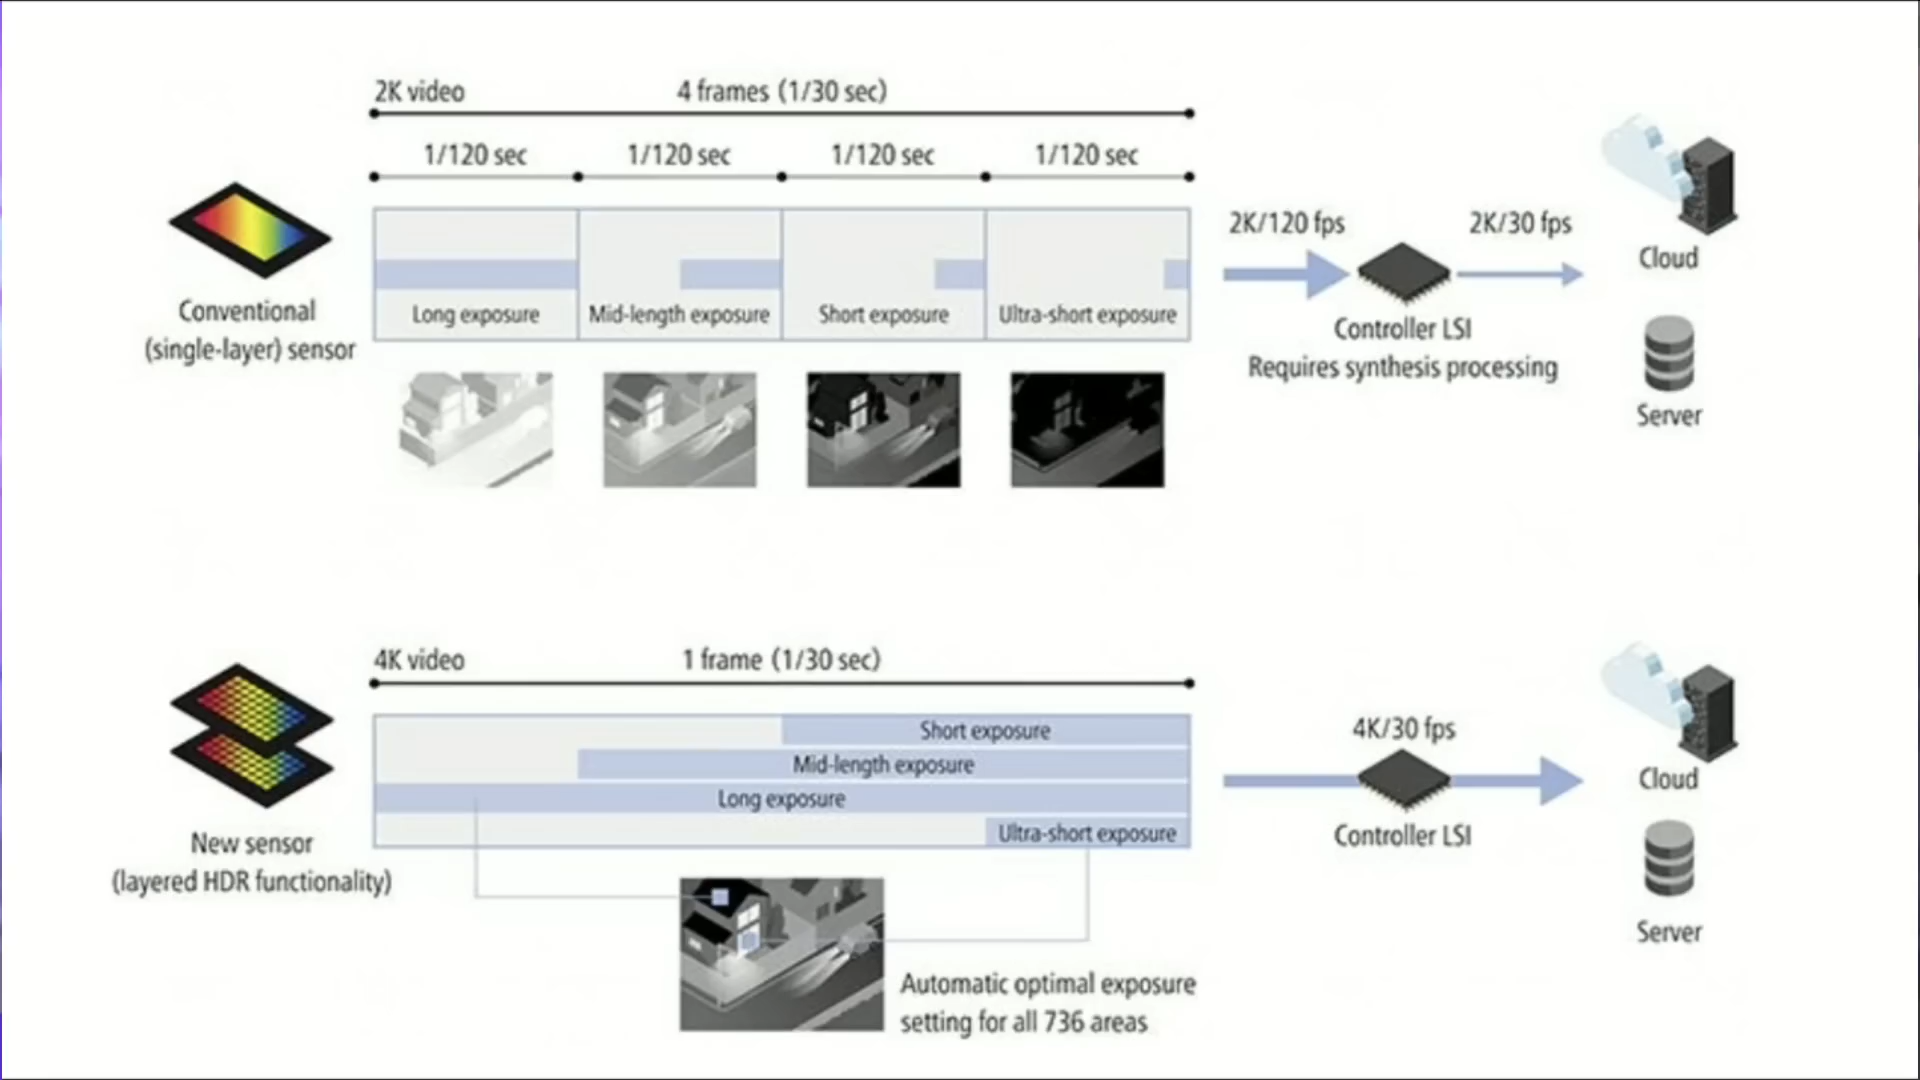 2K video
4 frames (1/30 sec)
1/120 sec
1/120 sec
1/120 sec
1/120 sec
Conventional
(single-layer) sensor
Long exposure
Mid-length exposure
Short exposure
Ultra-short exposure
2K/120 fps
2K/30 fps
Controller LSI
Requires synthesis processing
Cloud
Server
4K video
1 frame (1/30 sec)
New sensor
(layered HDR functionality)
Short exposure
Mid-length exposure
Long exposure
Ultra-short exposure
Automatic optimal exposure
setting for all 736 areas
4K/30 fps
Controller LSI
Cloud
Server